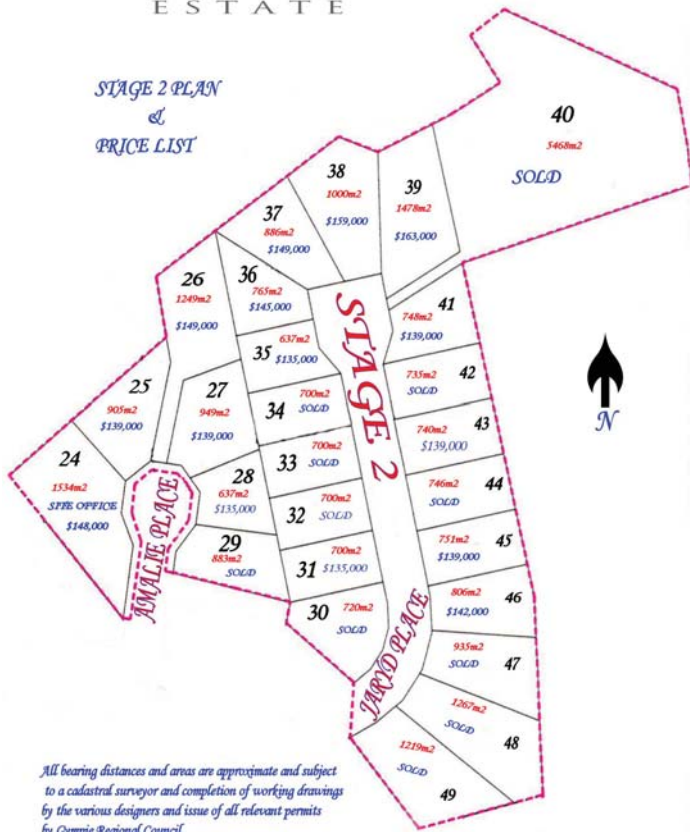 ESTATE
STAGE 2 PLAN
&
PRICE LIST
40
5468m2
SOLD
38
1000m2
$159,000
39
1478m2
$163,000
37
886m2
$149,000
36
765m2
$145,000
26
1249m2
$149,000
41
748m2
$139,000
35
637m2
$135,000
STAGE 2
42
735m2
SOLD
34
700m2
SOLD
25
905m2
$139,000
27
949m2
$139,000
43
740m2
$139,000
N
33
700m2
SOLD
24
1534m2
$148,000
28
637m2
$135,000
44
746m2
SOLD
32
700m2
SOLD
AMALIE PLACE
29
883m2
SOLD
45
751m2
$139,000
31
700m2
$135,000
46
806m2
$142,000
30
720m2
SOLD
PLACE
47
935m2
SOLD
48
1267m2
SOLD
49
1219m2
SOLD
All bearing distances and areas are approximate and subject
to a cadastral surveyor and completion of working drawings
by the various designers and issue of all relevant permits
by Gympie Regional Council